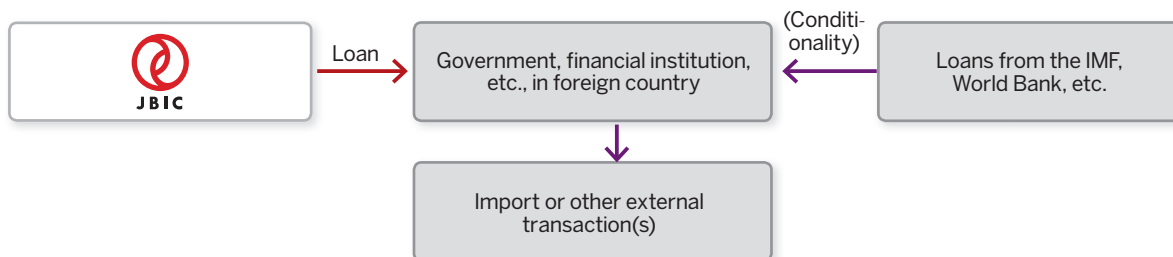 JBIC
Loan
Government, financial institution,
etc., in foreign country
(Conditi-
onality)
Loans from the IMF,
World Bank, etc.
Import or other external
transaction(s)